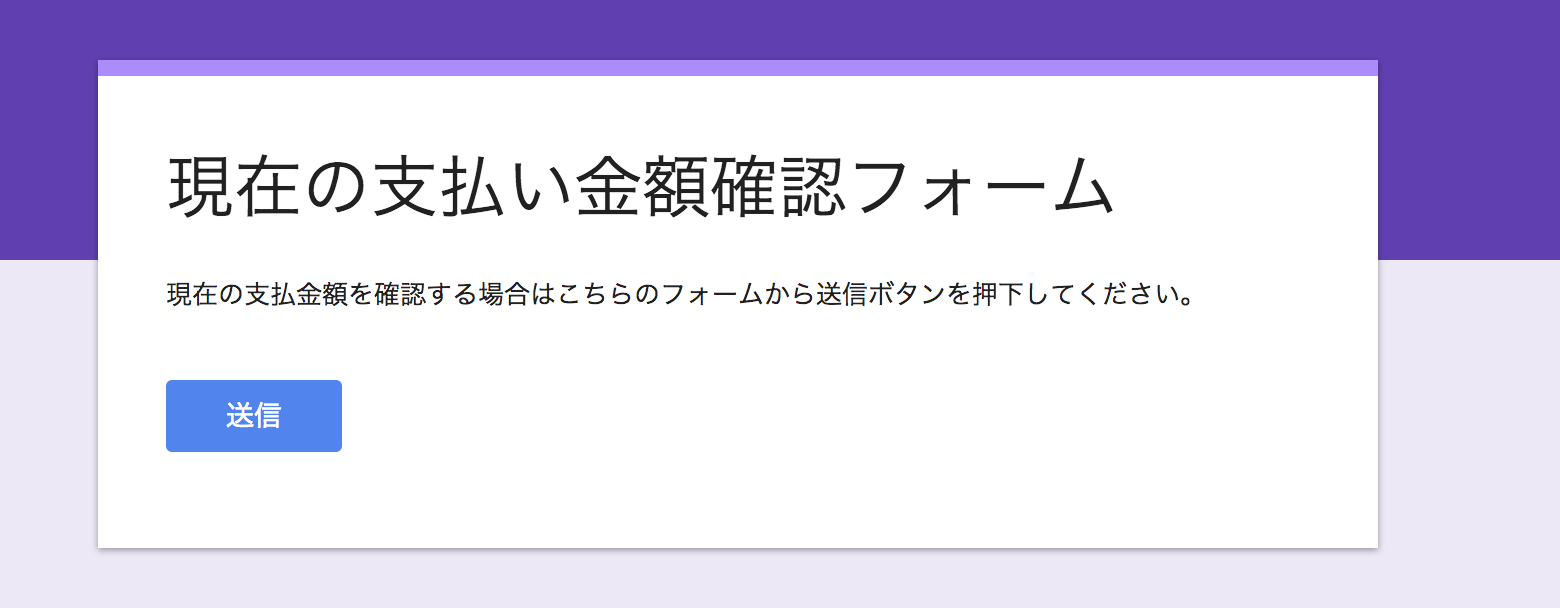 現在の支払い金額確認フォーム
現在の支払金額を確認する場合はこちらのフォームから送信ボタンを押下してください。
送信